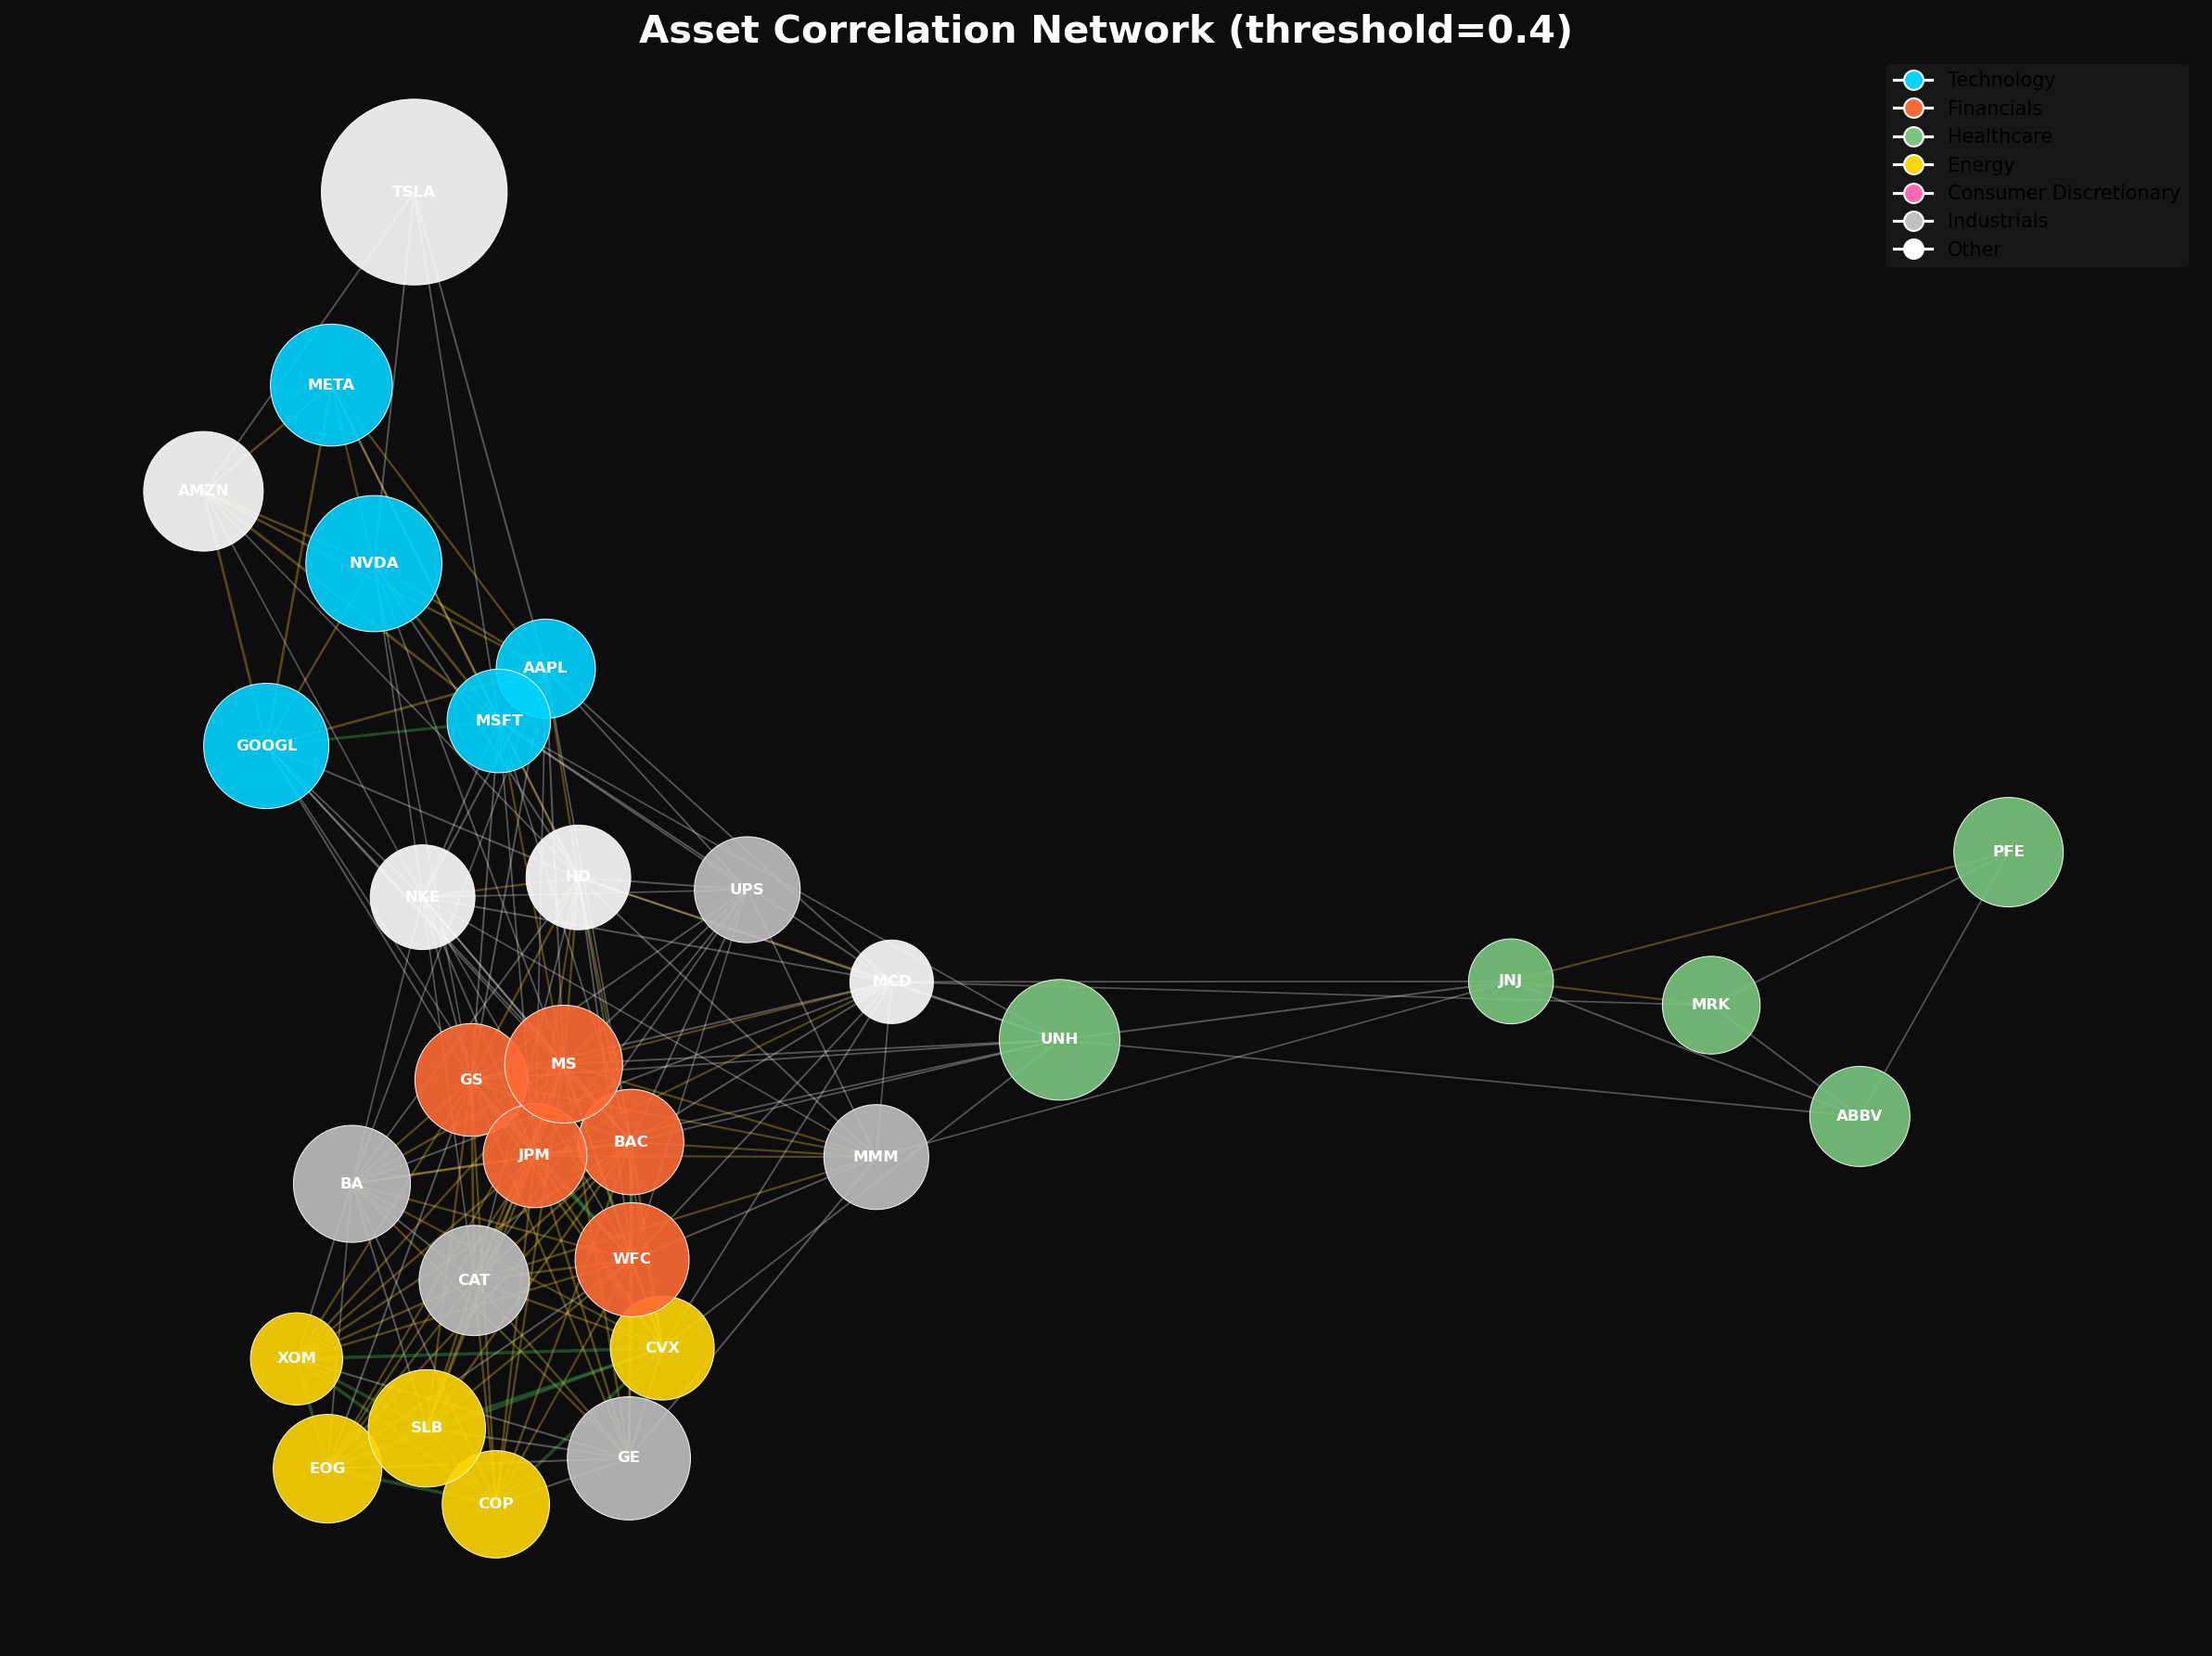 Asset Correlation Network (threshold=0.4)
Technology
Financials
Healthcare
Energy
Consumer Discretionary
Industrials
Other
TSLA
META
AMZN
NVDA
AAPL
MSFT
GOOGL
HD
NKE
UPS
PFE
MCD
JNJ
MRK
UNH
MS
GS
ABBV
BAC
JPM
MMM
BA
WFC
CAT
CVX
XOM
SLB
GE
EOG
COP